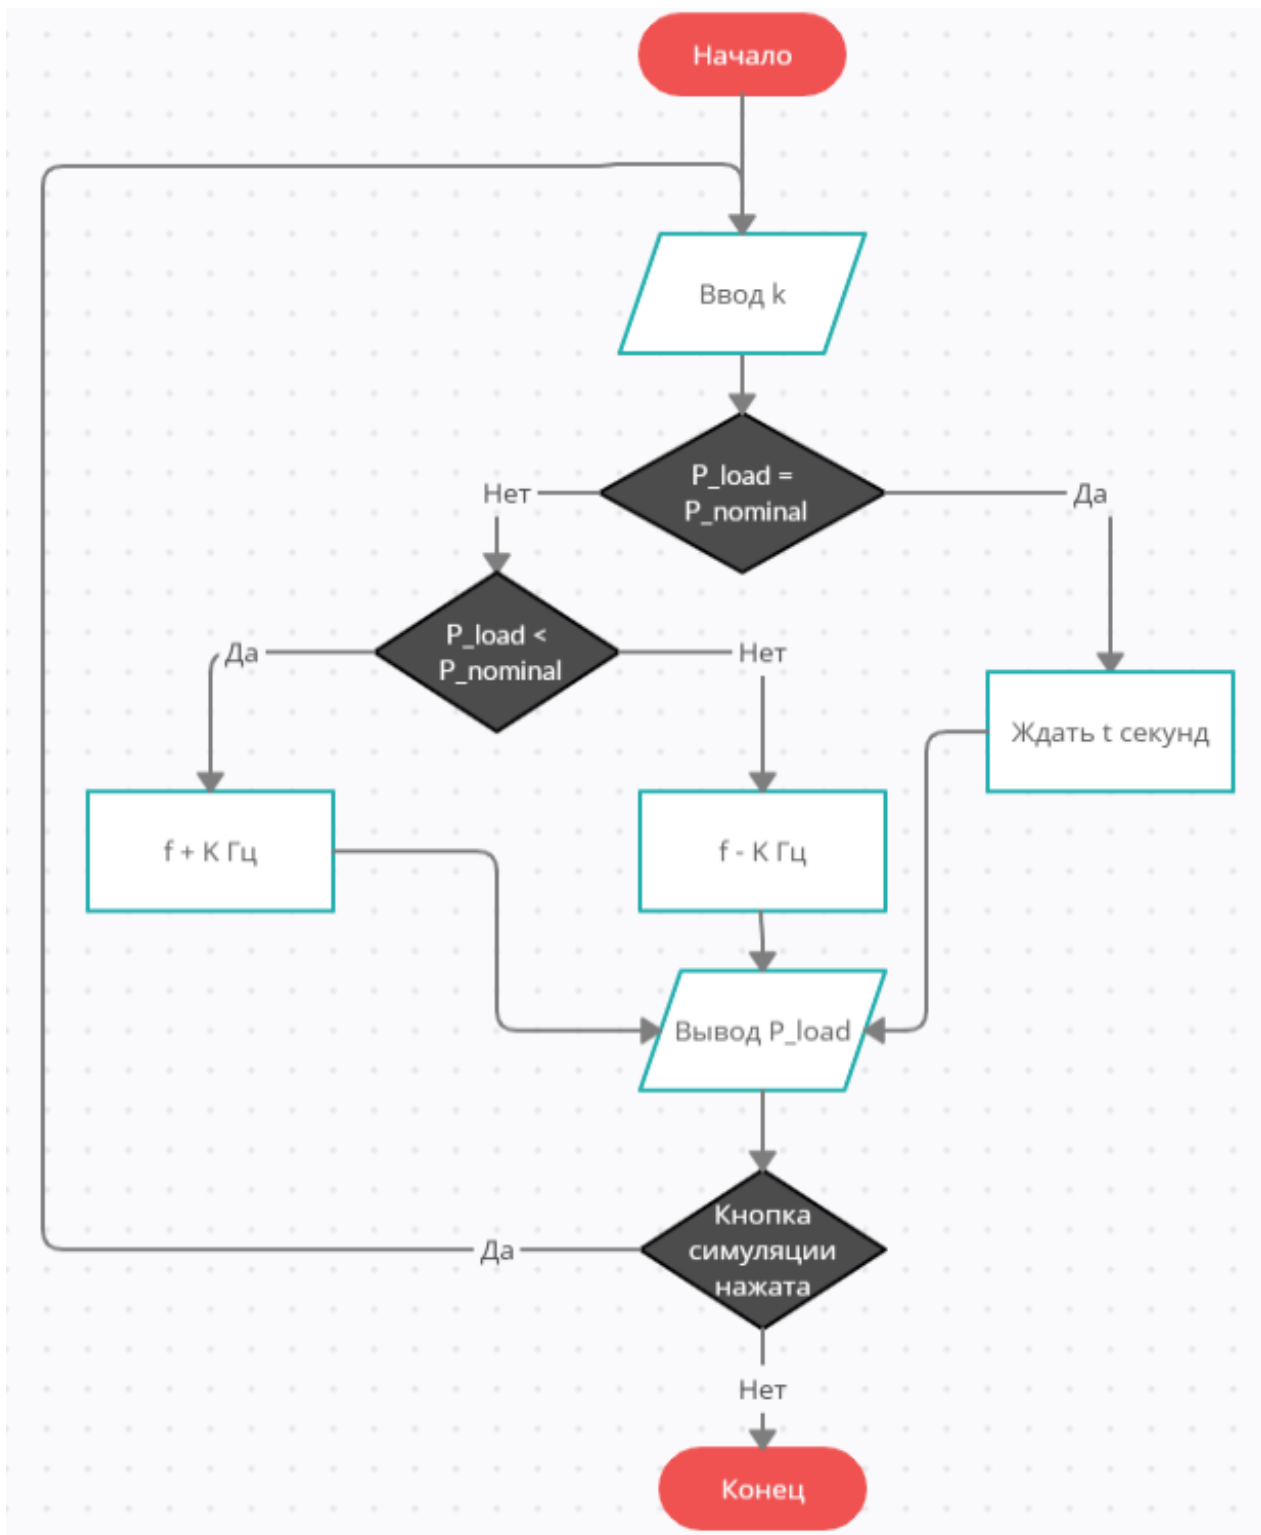 Начало
Ввод k
P_load =
P_nominal
Нет
Да
P_load <
P_nominal
Да
Нет
Ждать t секунд
f + K Гц
f - K Гц
Вывод P_load
Кнопка
симуляции
нажата
Да
Нет
Конец